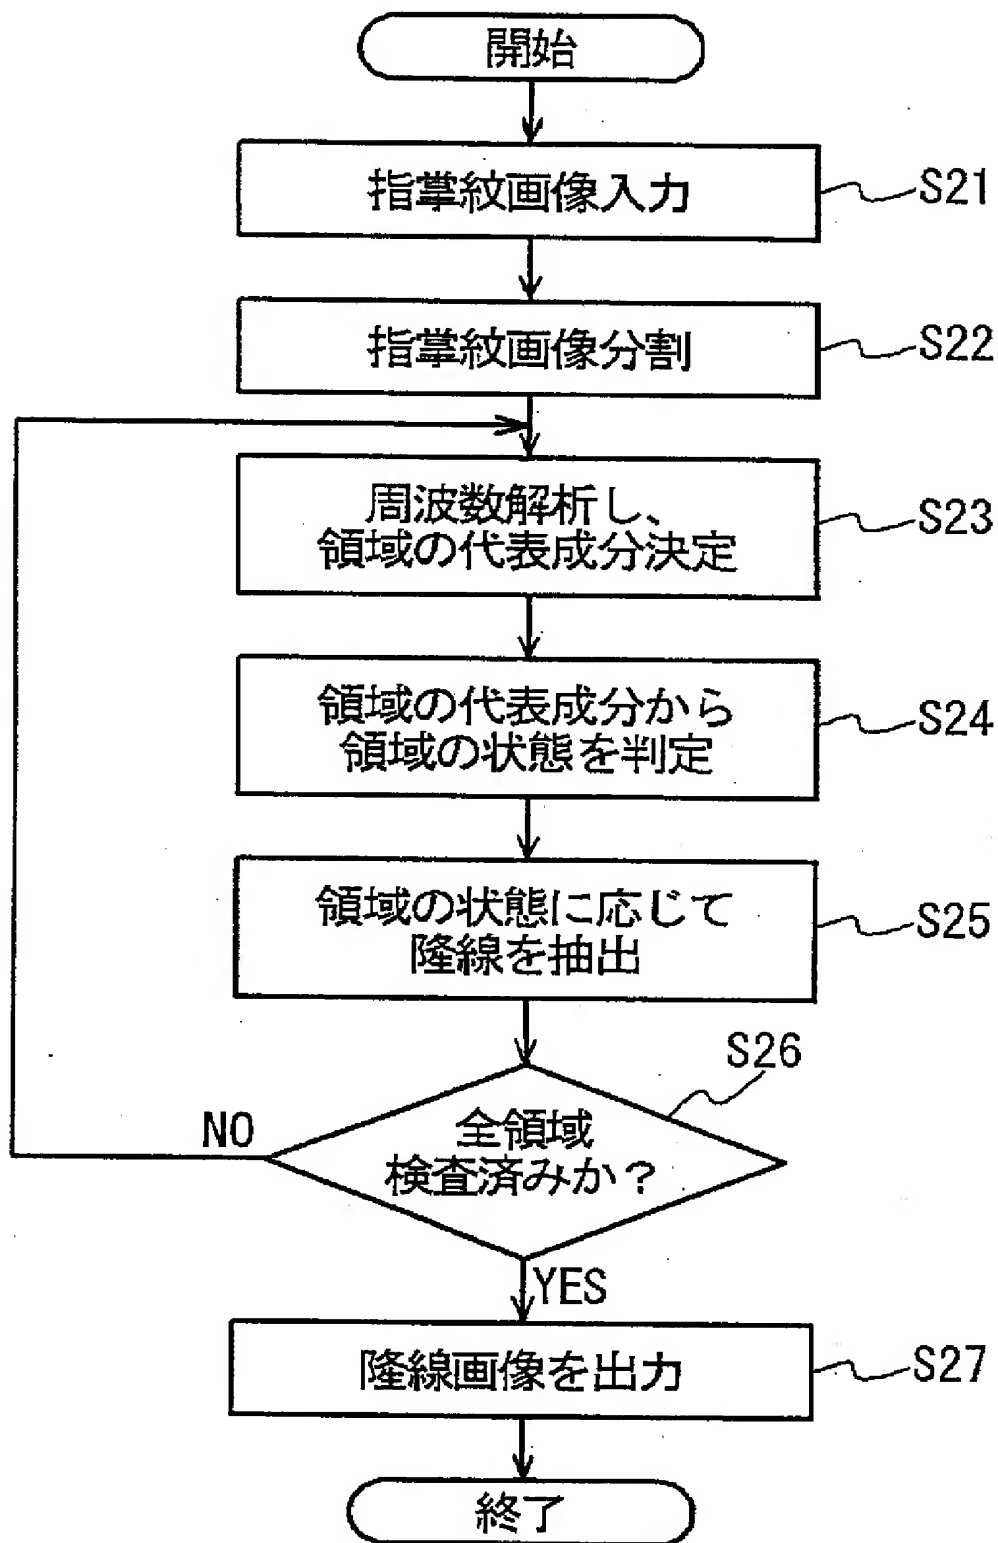 開始
指掌紋画像入力
S21
指掌紋画像分割
S22
周波数解析し、
領域の代表成分決定
S23
領域の代表成分から
領域の状態を判定
S24
領域の状態に応じて
隆線を抽出
S25
S26
NO
全領域
検査済みか?
YES
隆線画像を出力
S27
終了